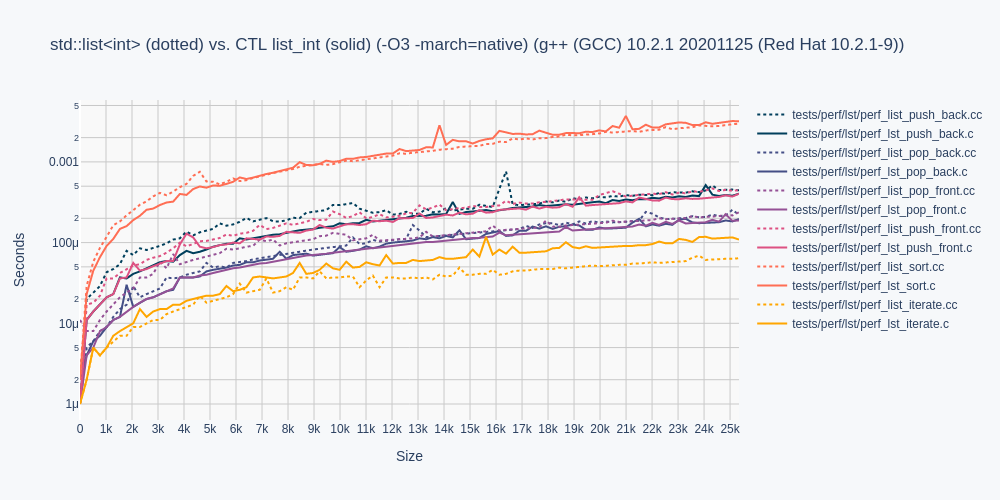 std::list<int> (dotted) vs. CTL list_int (solid) (-O3 -march=native) (g++ (GCC) 10.2.1 20201125 (Red Hat 10.2.1-9))
5
2
0.001
5
2
100μ
5
2
10μ
5
2
1μ
Seconds
0 1k 2k 3k 4k 5k 6k 7k 8k 9k 10k 11k 12k 13k 14k 15k 16k 17k 18k 19k 20k 21k 22k 23k 24k 25k
Size
tests/perf/lst/perf_list_push_back.cc
tests/perf/lst/perf_lst_push_back.c
tests/perf/lst/perf_list_pop_back.cc
tests/perf/lst/perf_lst_pop_back.c
tests/perf/lst/perf_list_pop_front.cc
tests/perf/lst/perf_lst_pop_front.c
tests/perf/lst/perf_list_push_front.cc
tests/perf/lst/perf_lst_push_front.c
tests/perf/lst/perf_list_sort.cc
tests/perf/lst/perf_lst_sort.c
tests/perf/lst/perf_list_iterate.cc
tests/perf/lst/perf_lst_iterate.c